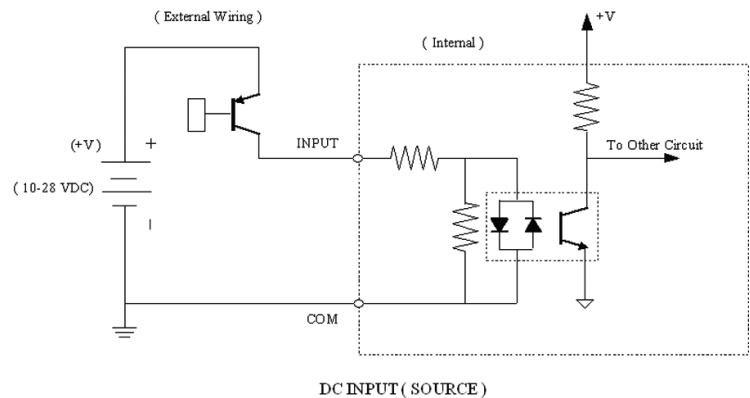 ( External Wiring )
+V
( Internal )
(+V)
+
INPUT
To Other Circuit
( 10-28 VDC)
−
COM
DC INPUT ( SOURCE )